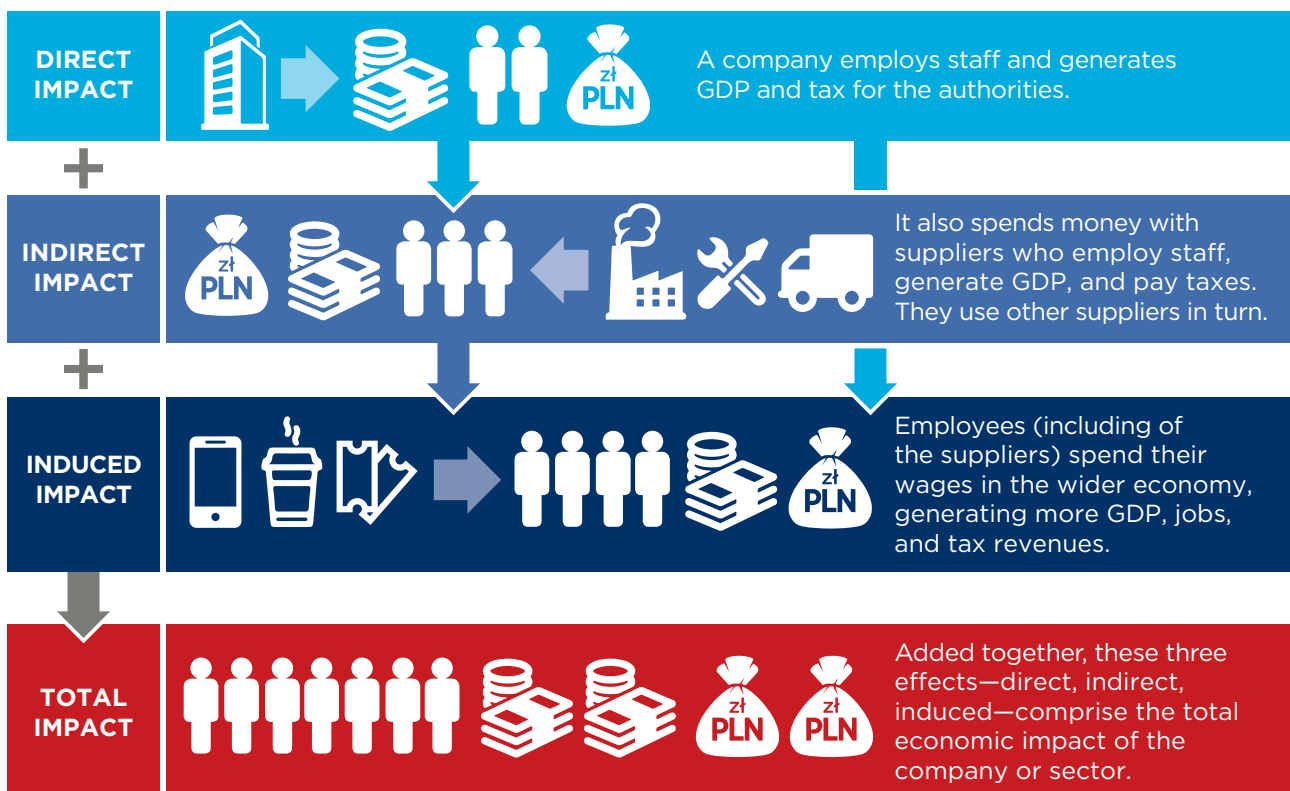 DIRECT
IMPACT
zł
PLN
A company employs staff and generates
GDP and tax for the authorities.
+
INDIRECT
IMPACT
zł
PLN
It also spends money with
suppliers who employ staff,
generate GDP, and pay taxes.
They use other suppliers in turn.
+
INDUCED
IMPACT
zł
PLN
Employees (including of
the suppliers) spend their
wages in the wider economy,
generating more GDP, jobs,
and tax revenues.
TOTAL
IMPACT
zł
PLN
zł
PLN
Added together, these three
effects—direct, indirect,
induced—comprise the total
economic impact of the
company or sector.